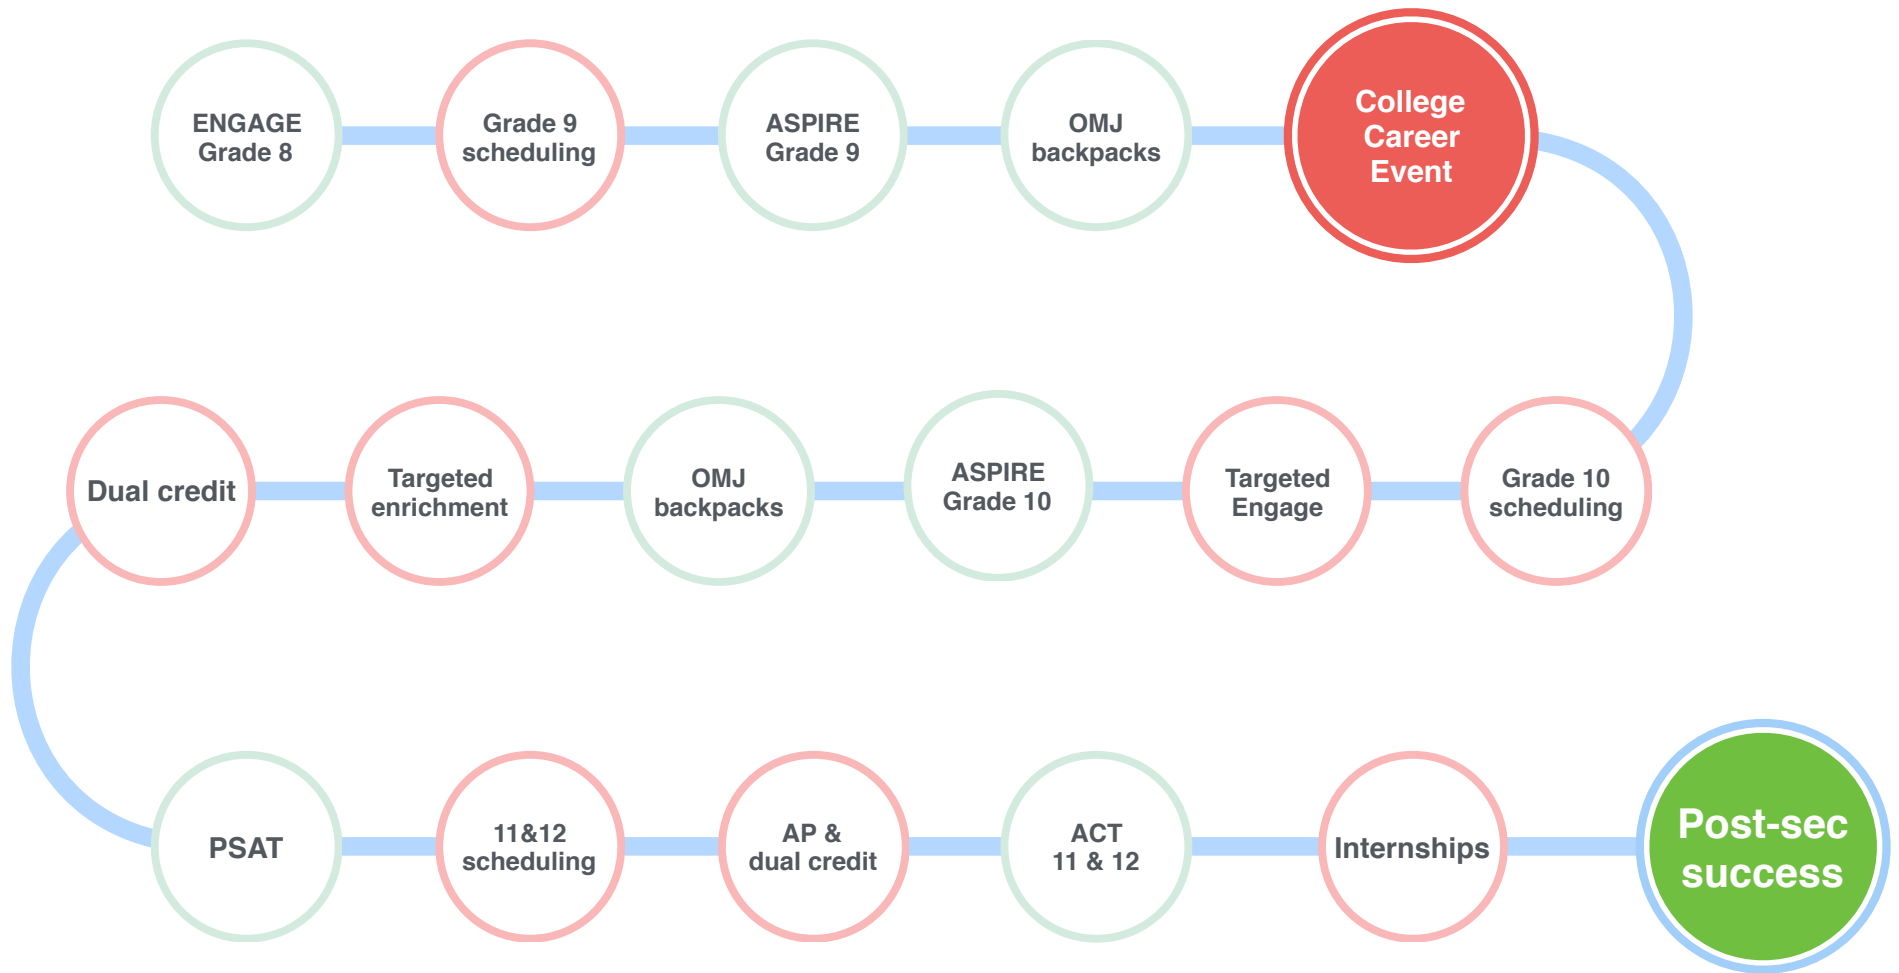 ENGAGE
Grade 8
Grade 9
scheduling
ASPIRE
Grade 9
OMJ
backpacks
College
Career
Event
Dual credit
Targeted
enrichment
OMJ
backpacks
ASPIRE
Grade 10
Targeted
Engage
Grade 10
scheduling
PSAT
11&12
scheduling
AP &
dual credit
ACT
11 & 12
Internships
Post-sec
success